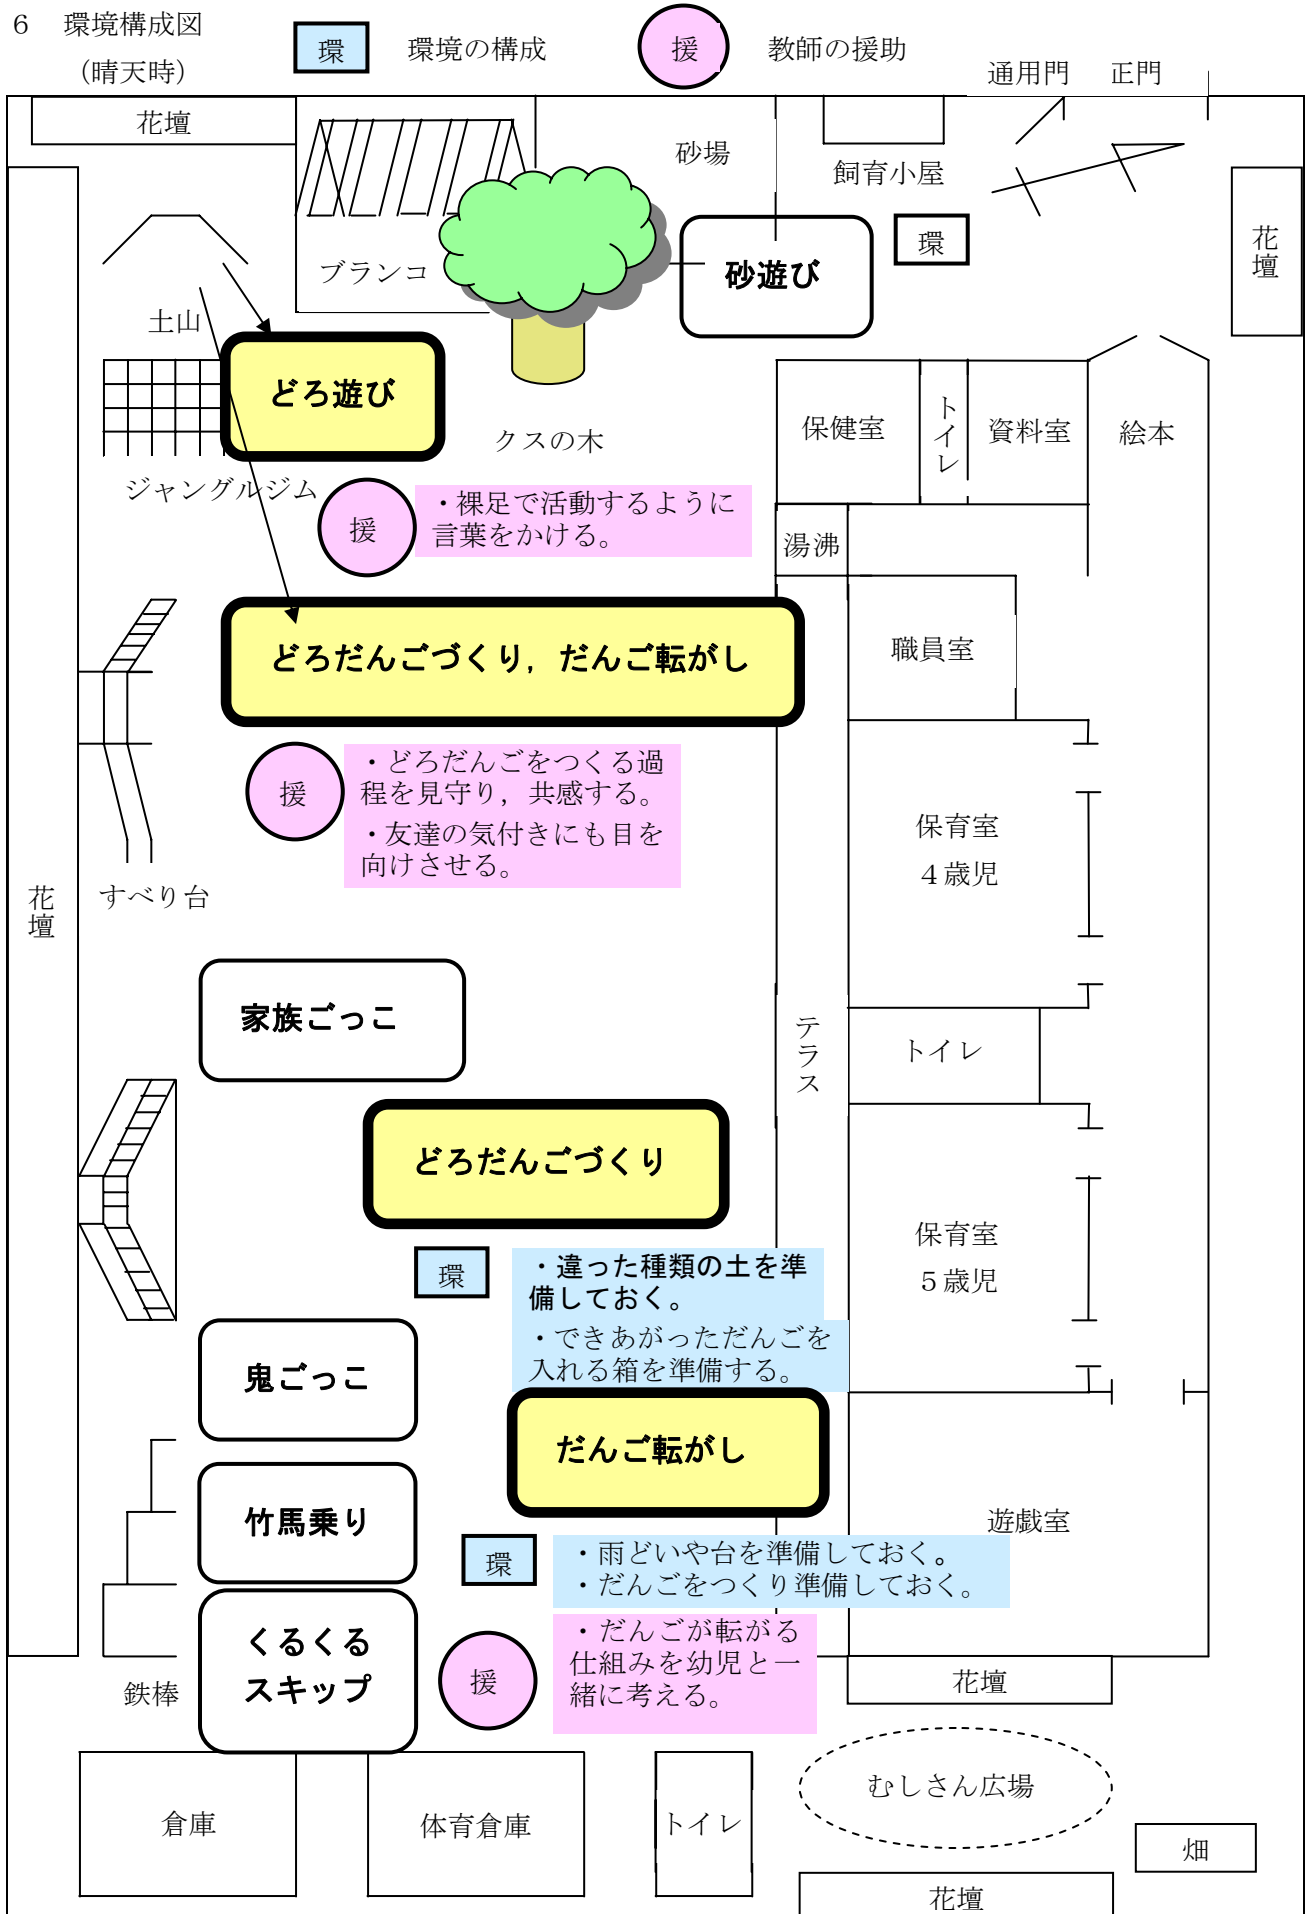 ６　環境構成図
（晴天時）
環
環境の構成
援
教師の援助
通用門
正門
花壇
砂場
飼育小屋
環
花壇
ブランコ
砂遊び
土山
どろ遊び
クスの木
ジャングルジム
保健室
トイレ
資料室
絵本
援
・裸足で活動するように
言葉をかける。
湯沸
どろだんごづくり，だんご転がし
職員室
援
・どろだんごをつくる過
程を見守り，共感する。
・友達の気付きにも目を
向けさせる。
保育室
４歳児
花壇
すべり台
家族ごっこ
テラス
トイレ
どろだんごづくり
保育室
５歳児
環
・違った種類の土を準
備しておく。
・できあがっただんごを
入れる箱を準備する。
鬼ごっこ
だんご転がし
竹馬乗り
遊戯室
環
・雨どいや台を準備しておく。
・だんごをつくり準備しておく。
くるくる
スキップ
鉄棒
援
・だんごが転がる
仕組みを幼児と一
緒に考える。
花壇
むしさん広場
倉庫
体育倉庫
トイレ
畑
花壇